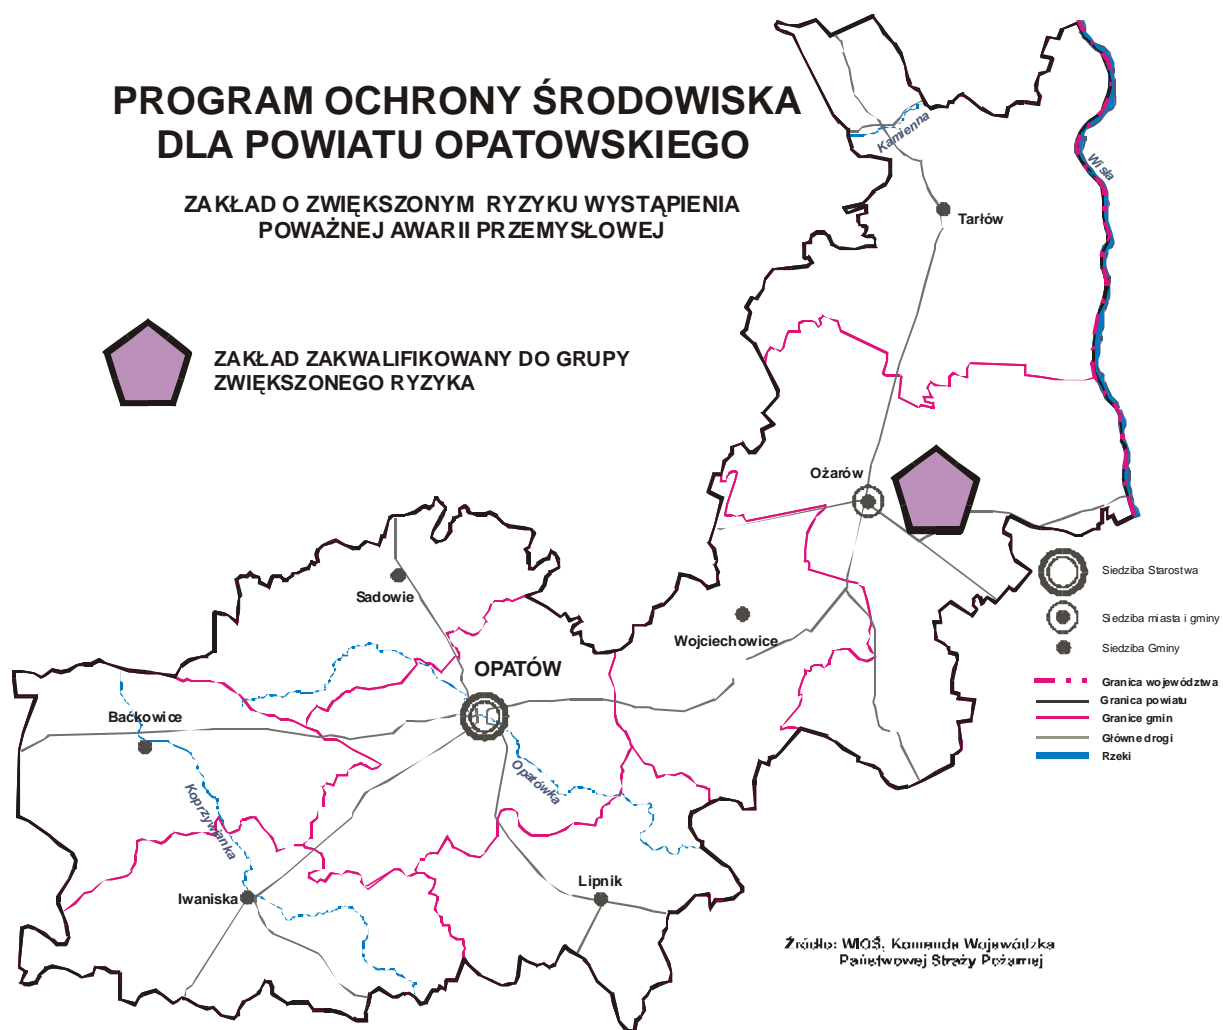 PROGRAM OCHRONY ŚRODOWISKA
DLA POWIATU OPATOWSKIEGO
ZAKŁAD O ZWIĘKSZONYM RYZYKU WYSTĄPIENIA
POWAŻNEJ AWARII PRZEMYSŁOWEJ
ZAKŁAD ZAKWALIFIKOWANY DO GRUPY
ZWIĘKSZONEGO RYZYKA
Kamienna
Wisła
Tarłów
Ożarów
Sadowie
Wojciechowice
OPATÓW
Baćkowice
Opatówka
Koprzywianka
Iwaniska
Lipnik
Siedziba Starostwa
Siedziba miasta i gminy
Siedziba Gminy
Granica województwa
Granica powiatu
Granice gmin
Główne drogi
Rzeki
Źródło: WIOŚ, Komenda Wojewódzka
Państwowej Straży Pożarnej